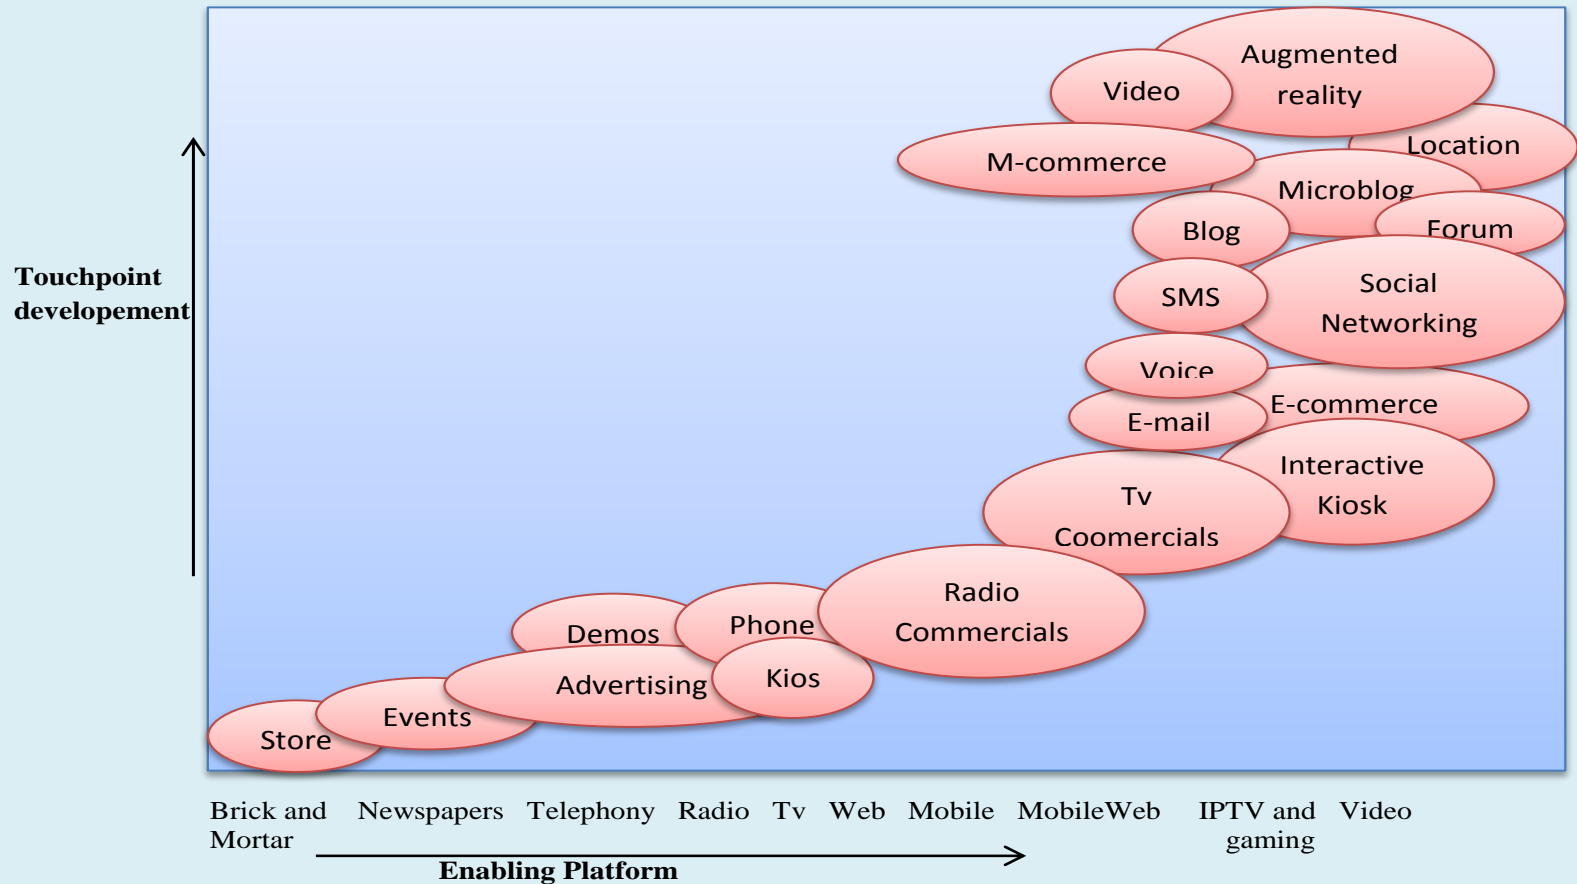 Augmented
reality
Video
Location
M-commerce
Microblog
Blog
Forum
Touchpoint
developement
SMS
Social
Networking
Voice
E-commerce
E-mail
Interactive
Kiosk
Tv
Coomercials
Radio
Commercials
Demos
Phone
Advertising
Kios
Events
Store
Brick and
Mortar
Newspapers
Telephony
Radio
Tv
Web
Mobile
MobileWeb
IPTV and
gaming
Video
Enabling Platform